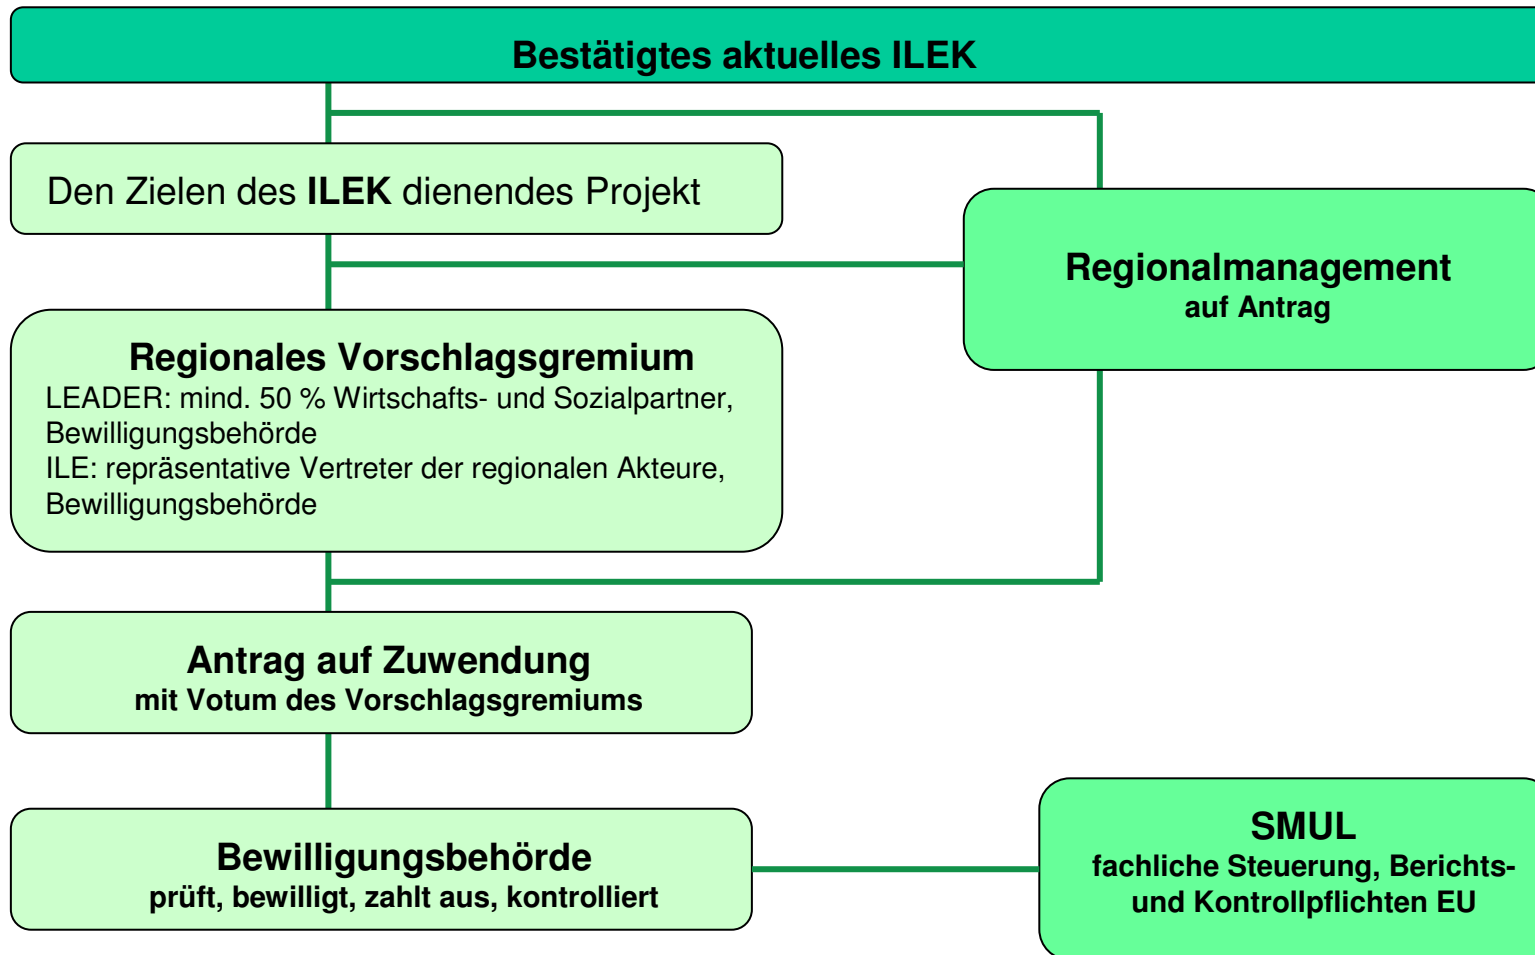 Bestätigtes aktuelles ILEK
Den Zielen des ILEK dienendes Projekt
Regionalmanagement
auf Antrag
Regionales Vorschlagsgremium
LEADER: mind. 50 % Wirtschafts- und Sozialpartner,
Bewilligungsbehörde
ILE: repräsentative Vertreter der regionalen Akteure,
Bewilligungsbehörde
Antrag auf Zuwendung
mit Votum des Vorschlagsgremiums
Bewilligungsbehörde
prüft, bewilligt, zahlt aus, kontrolliert
SMUL
fachliche Steuerung, Berichts-
und Kontrollpflichten EU